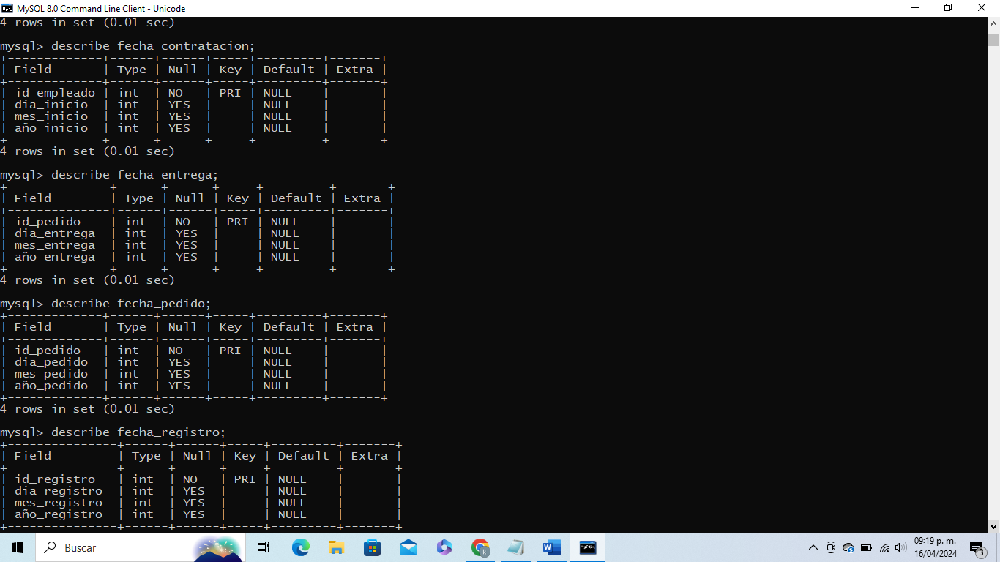 MySQL 8.0 Command Line Client - Unicode
4 rows in set (0.01 sec)
mysql> describe fecha_contratacion;
+-------------+------+------+-----+---------+-------+
| Field       | Type | Null | Key | Default | Extra |
+-------------+------+------+-----+---------+-------+
| id_empleado | int  | NO   | PRI | NULL    |       |
| dia_inicio  | int  | YES  |     | NULL    |       |
| mes_inicio  | int  | YES  |     | NULL    |       |
| año_inicio  | int  | YES  |     | NULL    |       |
+-------------+------+------+-----+---------+-------+
4 rows in set (0.01 sec)
mysql> describe fecha_entrega;
+--------------+------+------+-----+---------+-------+
| Field        | Type | Null | Key | Default | Extra |
+--------------+------+------+-----+---------+-------+
| id_pedido    | int  | NO   | PRI | NULL    |       |
| dia_entrega  | int  | YES  |     | NULL    |       |
| mes_entrega  | int  | YES  |     | NULL    |       |
| año_entrega  | int  | YES  |     | NULL    |       |
+--------------+------+------+-----+---------+-------+
4 rows in set (0.01 sec)
mysql> describe fecha_pedido;
+-------------+------+------+-----+---------+-------+
| Field       | Type | Null | Key | Default | Extra |
+-------------+------+------+-----+---------+-------+
| id_pedido   | int  | NO   | PRI | NULL    |       |
| dia_pedido  | int  | YES  |     | NULL    |       |
| mes_pedido  | int  | YES  |     | NULL    |       |
| año_pedido  | int  | YES  |     | NULL    |       |
+-------------+------+------+-----+---------+-------+
4 rows in set (0.01 sec)
mysql> describe fecha_registro;
+---------------+------+------+-----+---------+-------+
| Field         | Type | Null | Key | Default | Extra |
+---------------+------+------+-----+---------+-------+
| id_registro   | int  | NO   | PRI | NULL    |       |
| dia_registro  | int  | YES  |     | NULL    |       |
| mes_registro  | int  | YES  |     | NULL    |       |
| año_registro  | int  | YES  |     | NULL    |       |
+---------------+------+------+-----+---------+-------+
Buscar
k
W
MySQL
09:19 p. m.
16/04/2024
3